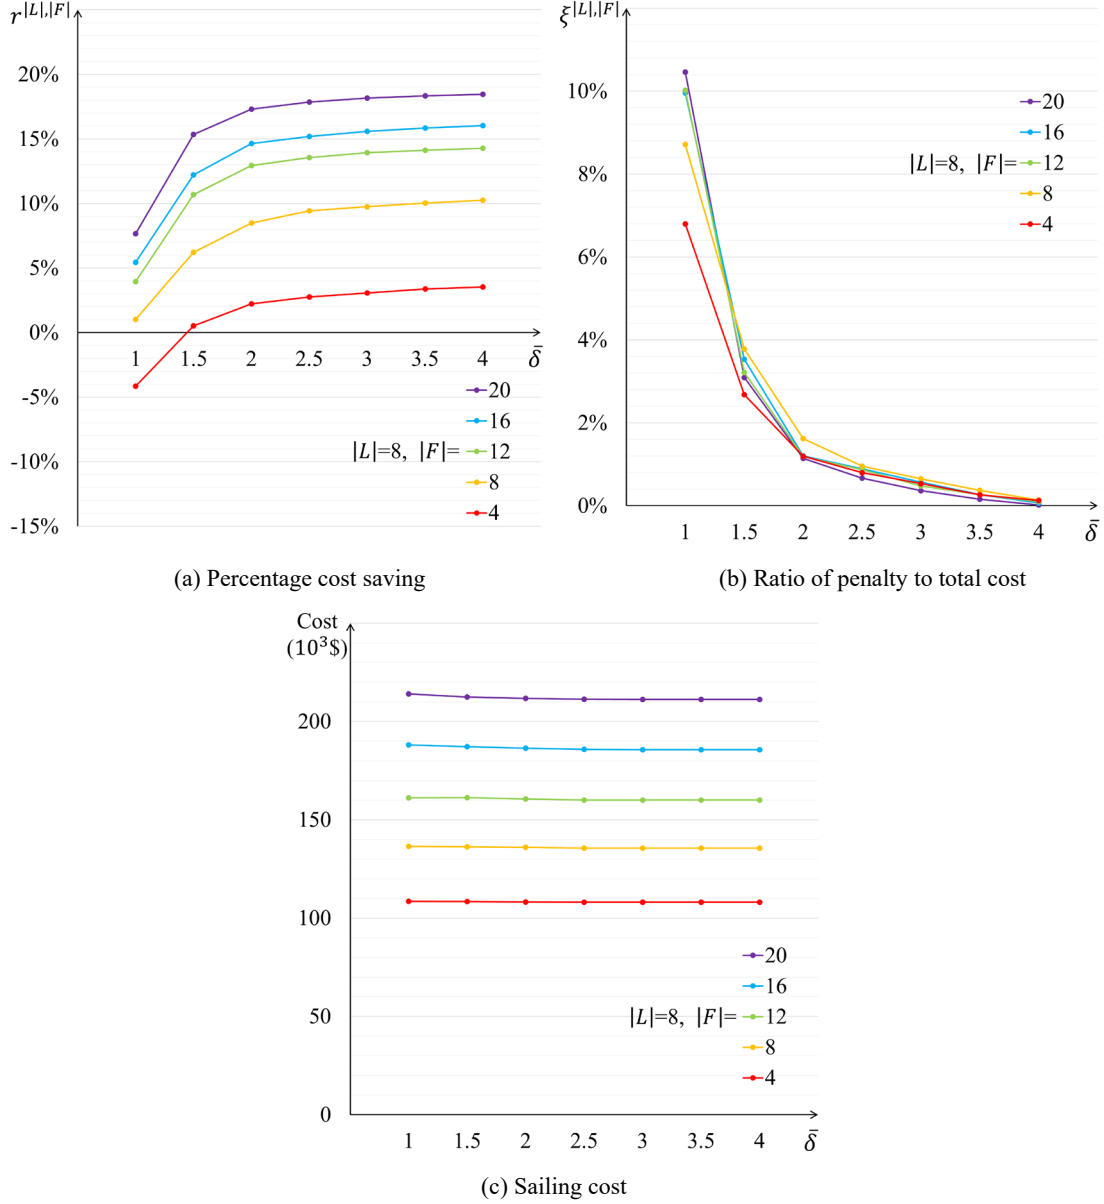 r^{|L|,|F|}
20%
15%
10%
5%
0%
-5%
-10%
-15%
1 1.5 2 2.5 3 3.5 4 δ̄
20
16
|L|=8, |F|= 12
8
4
(a) Percentage cost saving
ξ^{|L|,|F|}
10%
8%
6%
4%
2%
0%
1 1.5 2 2.5 3 3.5 4 δ̄
20
16
|L|=8, |F|= 12
8
4
(b) Ratio of penalty to total cost
Cost
(10³$)
200
150
100
50
0
1 1.5 2 2.5 3 3.5 4 δ̄
20
16
|L|=8, |F|= 12
8
4
(c) Sailing cost